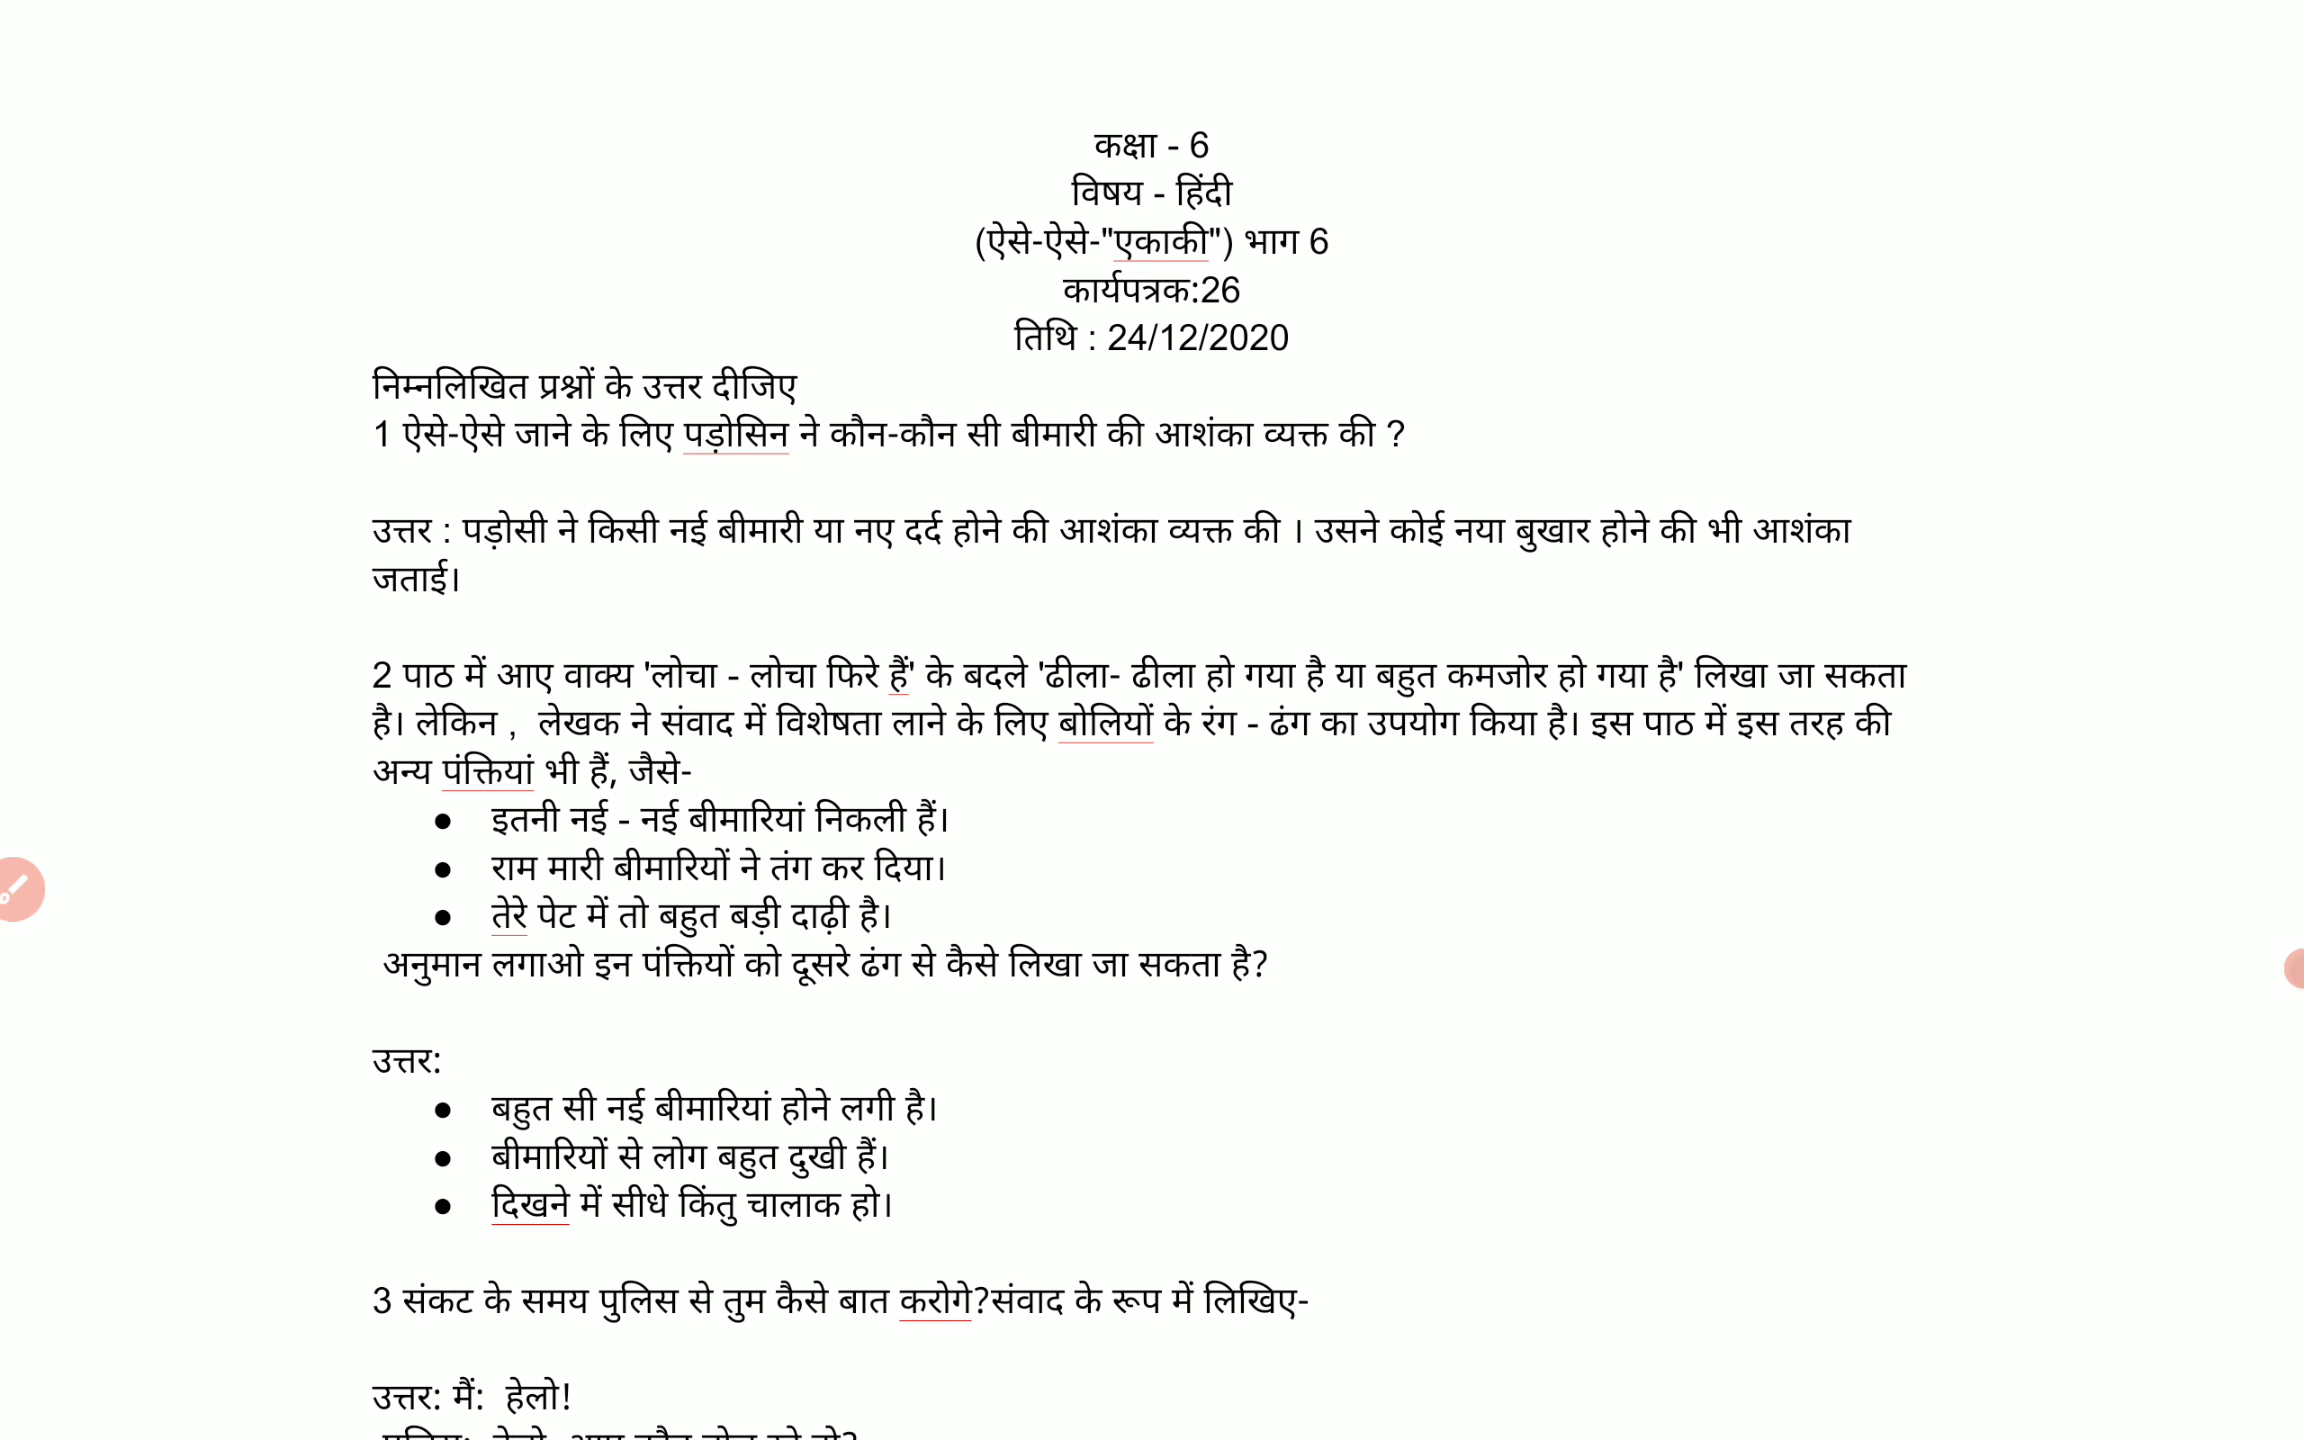 कक्षा - 6
विषय - हिंदी
(ऐसे-ऐसे-"एकाकी") भाग 6
कार्यपत्रक:26
तिथि : 24/12/2020
निम्नलिखित प्रश्नों के उत्तर दीजिए
1 ऐसे-ऐसे जाने के लिए पड़ोसिन ने कौन-कौन सी बीमारी की आशंका व्यक्त की ?
उत्तर : पड़ोसी ने किसी नई बीमारी या नए दर्द होने की आशंका व्यक्त की । उसने कोई नया बुखार होने की भी आशंका
जताई।
2 पाठ में आए वाक्य 'लोचा - लोचा फिरे हैं' के बदले 'ढीला- ढीला हो गया है या बहुत कमजोर हो गया है' लिखा जा सकता
है। लेकिन , लेखक ने संवाद में विशेषता लाने के लिए बोलियों के रंग - ढंग का उपयोग किया है। इस पाठ में इस तरह की
अन्य पंक्तियां भी हैं, जैसे-
● इतनी नई - नई बीमारियां निकली हैं।
● राम मारी बीमारियों ने तंग कर दिया।
● तेरे पेट में तो बहुत बड़ी दाढ़ी है।
अनुमान लगाओ इन पंक्तियों को दूसरे ढंग से कैसे लिखा जा सकता है?
उत्तर:
● बहुत सी नई बीमारियां होने लगी है।
● बीमारियों से लोग बहुत दुखी हैं।
● दिखने में सीधे किंतु चालाक हो।
3 संकट के समय पुलिस से तुम कैसे बात करोगे?संवाद के रूप में लिखिए-
उत्तर: मैं: हेलो!